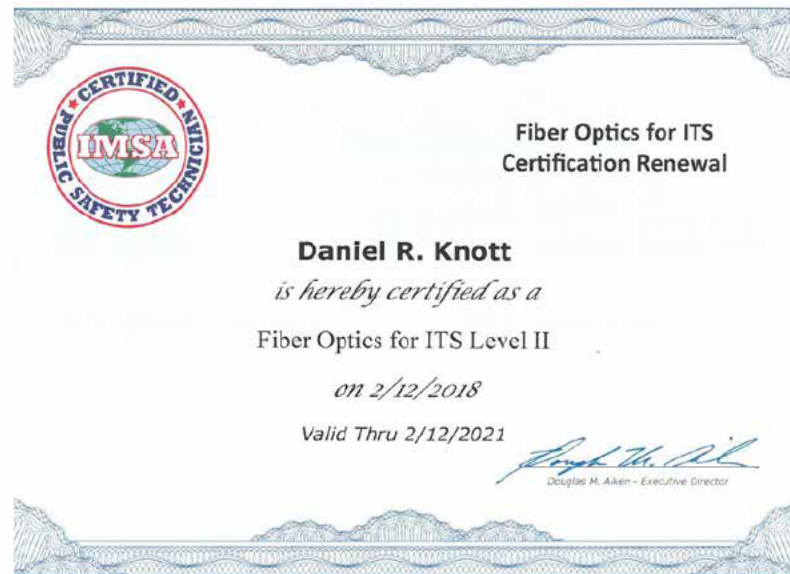 CERTIFIED
IMSA
PUBLIC SAFETY TECHNICIAN
Fiber Optics for ITS
Certification Renewal
Daniel R. Knott
is hereby certified as a
Fiber Optics for ITS Level II
on 2/12/2018
Valid Thru 2/12/2021
Douglas M. Aiken - Executive Director